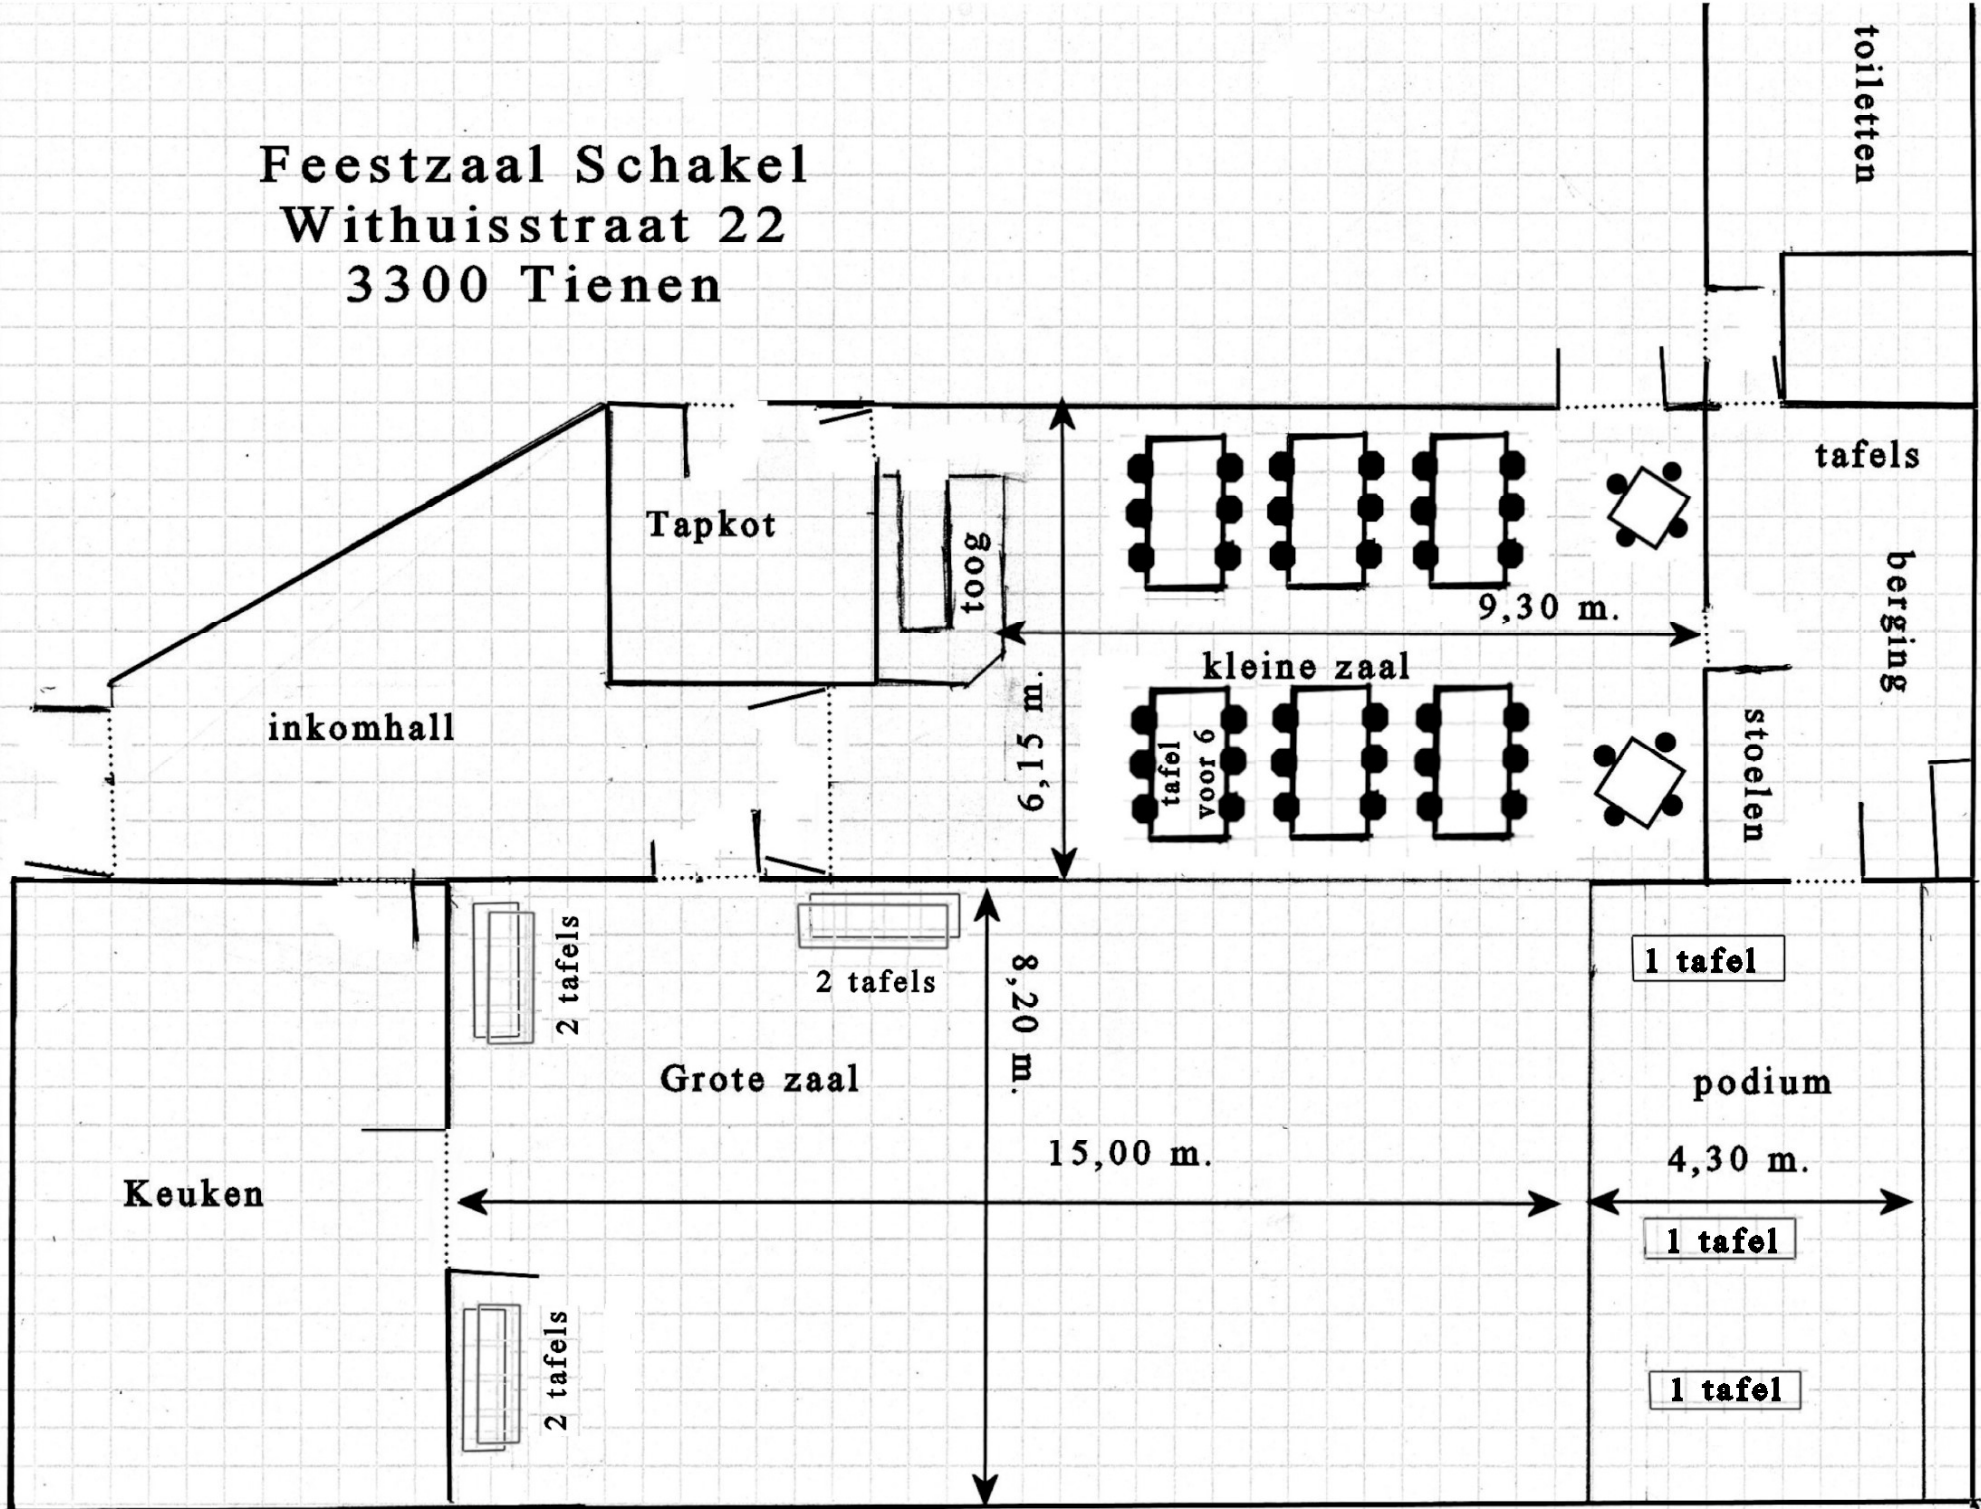 Feestzaal Schakel
Withuisstraat 22
3300 Tienen
toiletten
tafels
berging
stoelen
Tapkot
toog
9,30 m.
kleine zaal
6,15 m.
tafel
voor 6
inkomhall
2 tafels
2 tafels
8,20 m.
1 tafel
Grote zaal
podium
15,00 m.
4,30 m.
Keuken
1 tafel
2 tafels
1 tafel